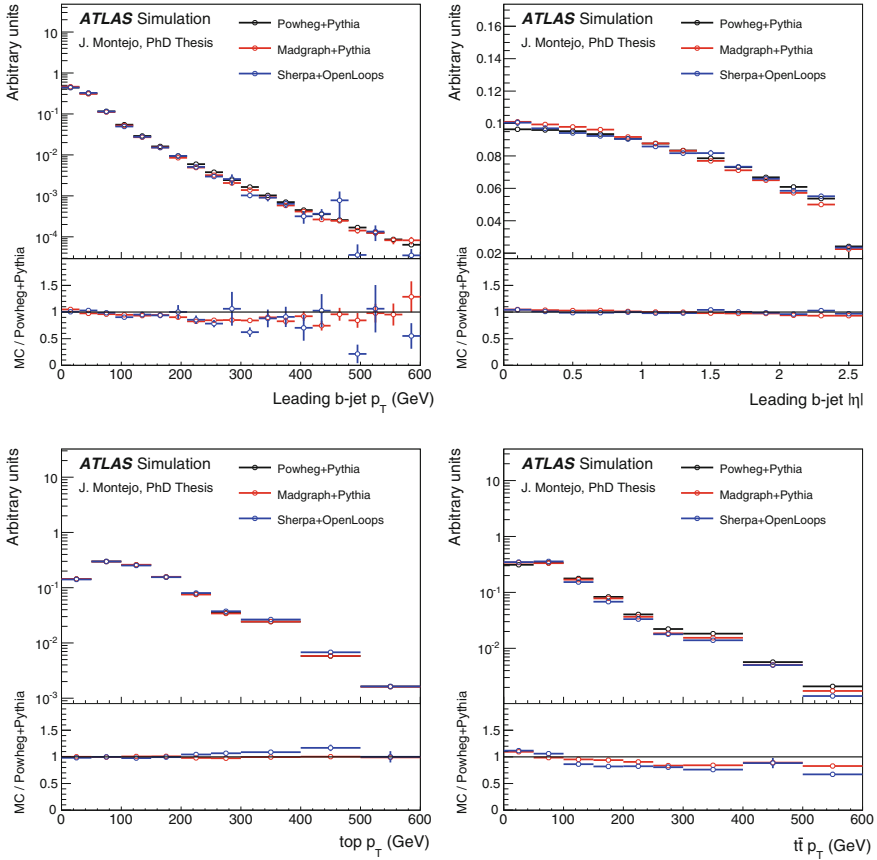 ATLAS Simulation
J. Montejo, PhD Thesis
Powheg+Pythia
Madgraph+Pythia
Sherpa+OpenLoops
Arbitrary units
10
1
10⁻¹
10⁻²
10⁻³
10⁻⁴
MC / Powheg+Pythia
1.5
1
0.5
0 100 200 300 400 500 600
Leading b-jet p_T (GeV)
ATLAS Simulation
J. Montejo, PhD Thesis
Powheg+Pythia
Madgraph+Pythia
Sherpa+OpenLoops
Arbitrary units
0.16
0.14
0.12
0.1
0.08
0.06
0.04
0.02
MC / Powheg+Pythia
1.5
1
0.5
0 0.5 1 1.5 2 2.5
Leading b-jet |η|
ATLAS Simulation
J. Montejo, PhD Thesis
Powheg+Pythia
Madgraph+Pythia
Sherpa+OpenLoops
Arbitrary units
10
1
10⁻¹
10⁻²
10⁻³
MC / Powheg+Pythia
1.5
1
0.5
0 100 200 300 400 500 600
top p_T (GeV)
ATLAS Simulation
J. Montejo, PhD Thesis
Powheg+Pythia
Madgraph+Pythia
Sherpa+OpenLoops
Arbitrary units
10
1
10⁻¹
10⁻²
MC / Powheg+Pythia
1.5
1
0.5
0 100 200 300 400 500 600
tt̄ p_T (GeV)